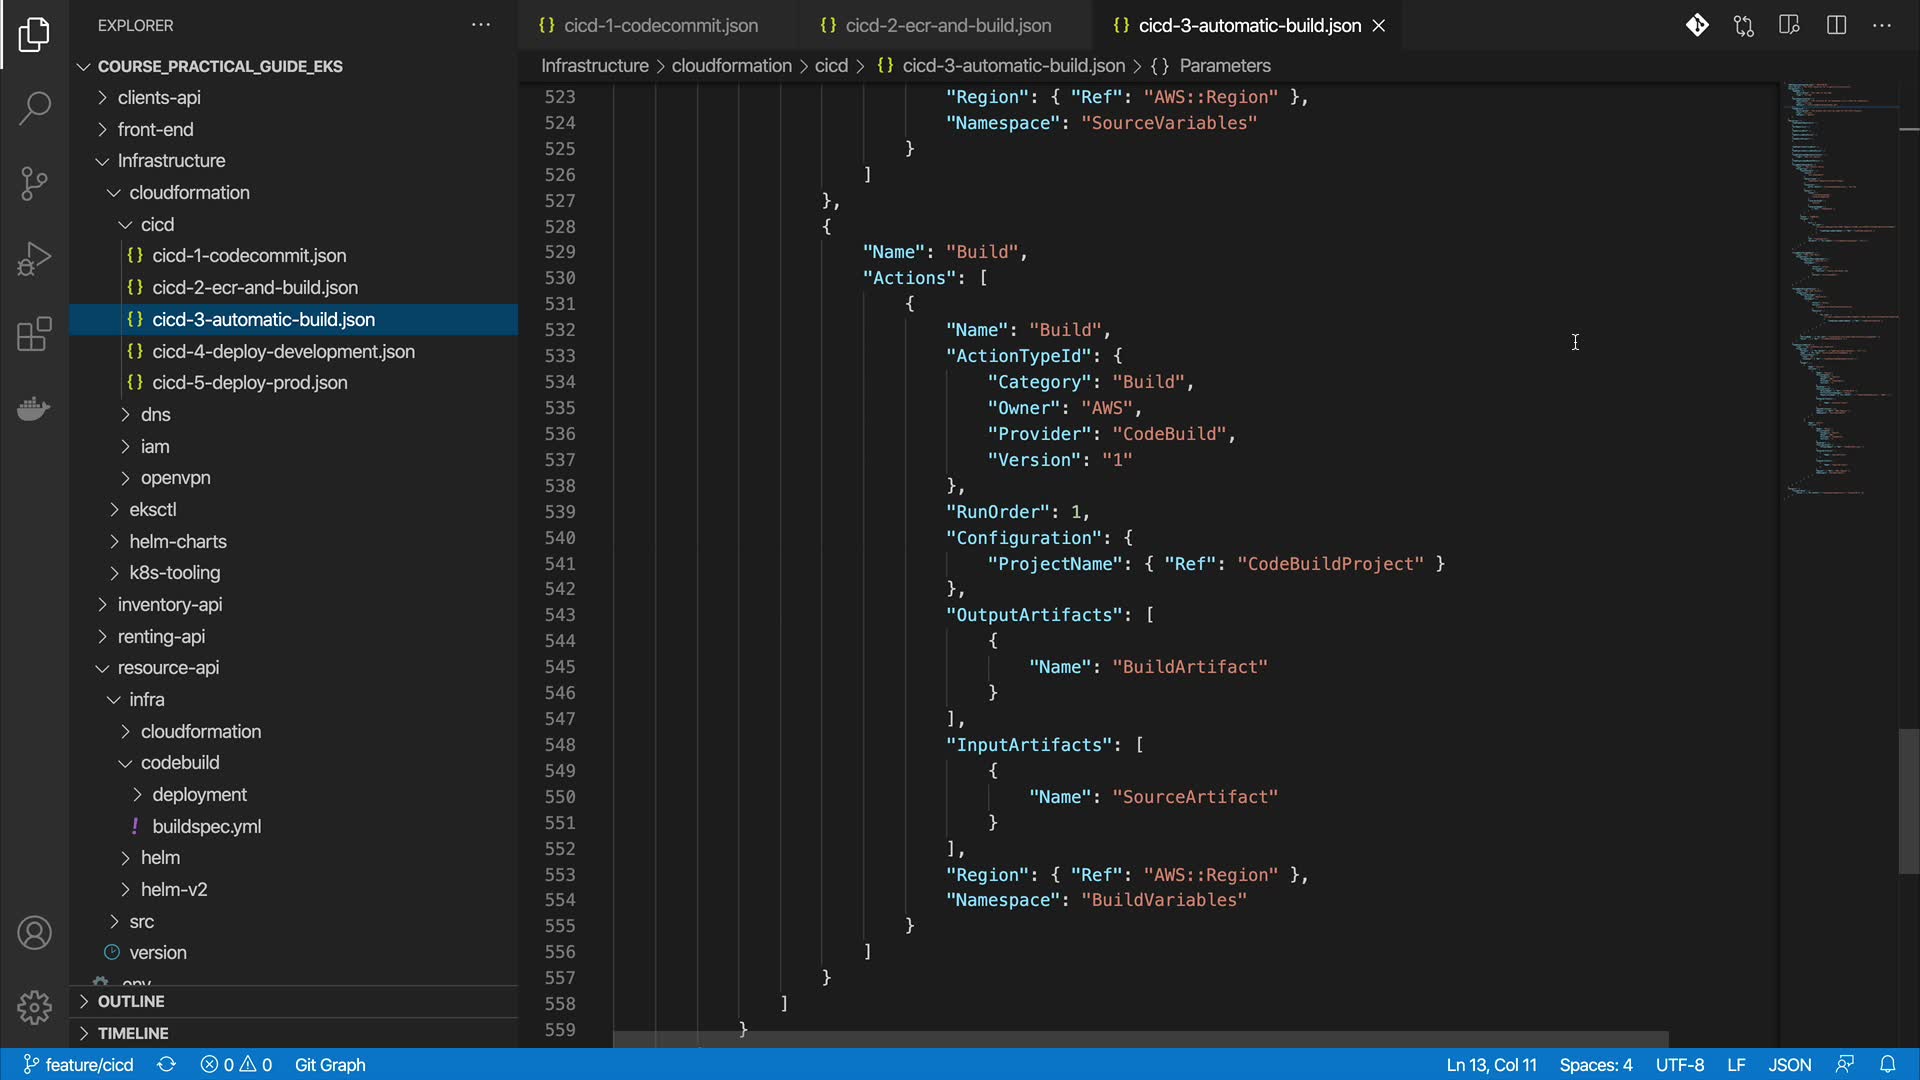 EXPLORER
cicd-1-codecommit.json
cicd-2-ecr-and-build.json
cicd-3-automatic-build.json
COURSE_PRACTICAL_GUIDE_EKS
Infrastructure > cloudformation > cicd > {} cicd-3-automatic-build.json > {} Parameters
clients-api
front-end
Infrastructure
cloudformation
cicd
cicd-1-codecommit.json
cicd-2-ecr-and-build.json
cicd-3-automatic-build.json
cicd-4-deploy-development.json
cicd-5-deploy-prod.json
dns
iam
openvpn
eksctl
helm-charts
k8s-tooling
inventory-api
renting-api
resource-api
infra
cloudformation
codebuild
deployment
! buildspec.yml
helm
helm-v2
src
version
OUTLINE
TIMELINE
523 "Region": { "Ref": "AWS::Region" },
524 "Namespace": "SourceVariables"
525 }
526 ]
527 },
528 {
529 "Name": "Build",
530 "Actions": [
531 {
532 "Name": "Build",
533 "ActionTypeId": {
534 "Category": "Build",
535 "Owner": "AWS",
536 "Provider": "CodeBuild",
537 "Version": "1"
538 },
539 "RunOrder": 1,
540 "Configuration": {
541 "ProjectName": { "Ref": "CodeBuildProject" }
542 },
543 "OutputArtifacts": [
544 {
545 "Name": "BuildArtifact"
546 }
547 ],
548 "InputArtifacts": [
549 {
550 "Name": "SourceArtifact"
551 }
552 ],
553 "Region": { "Ref": "AWS::Region" },
554 "Namespace": "BuildVariables"
555 }
556 ]
557 }
558 ]
559 }
feature/cicd 0 0 Git Graph Ln 13, Col 11 Spaces: 4 UTF-8 LF JSON